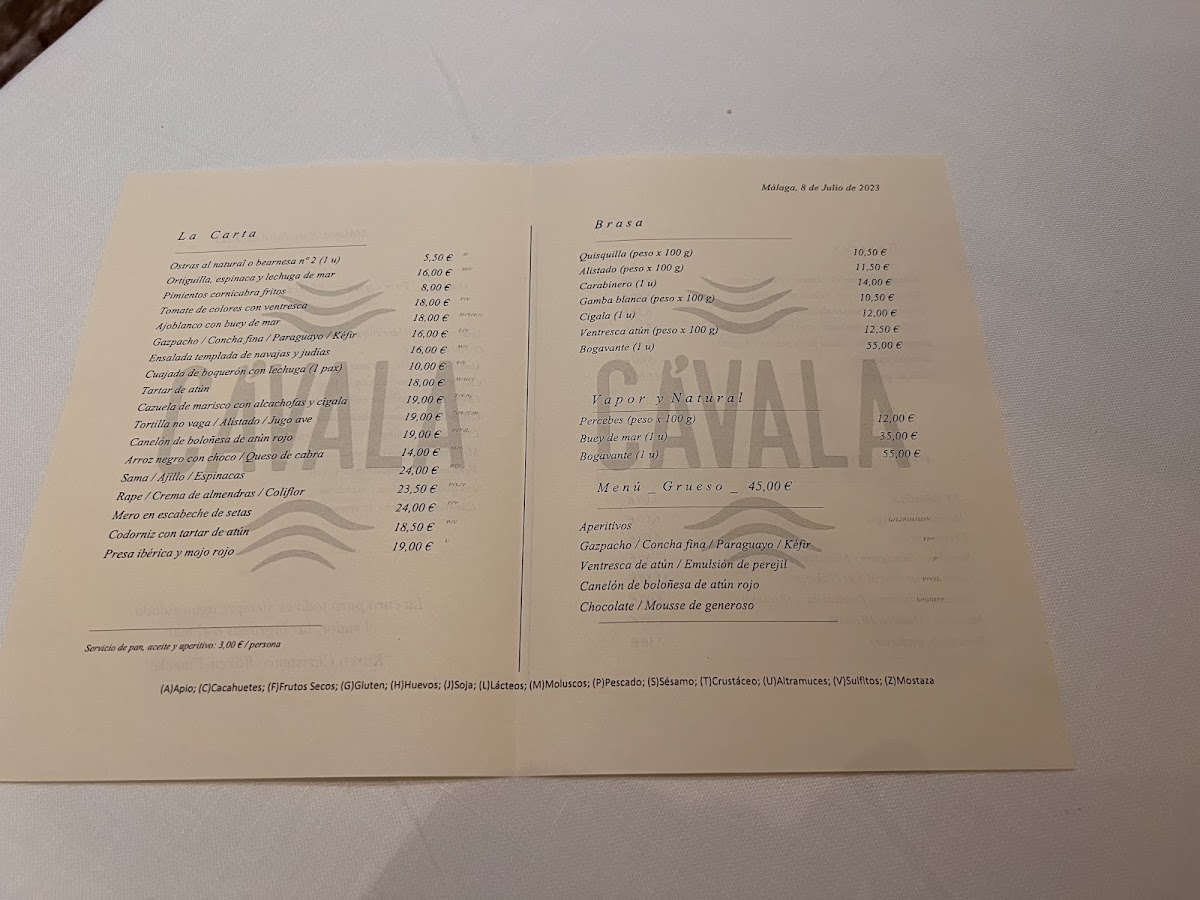 La Carta
Ostras al natural o bearnesa nº 2 (1 u) 5,50 €
Ortiguilla, espinaca y lechuga de mar 16,00 €
Pimientos cornicabra fritos 8,00 €
Tomate de colores con ventresca 18,00 €
Ajoblanco con buey de mar 18,00 €
Gazpacho / Concha fina / Paraguayo / Kéfir 16,00 €
Ensalada templada de navajas y judias 16,00 €
Cuajada de boquerón con lechuga (1 pax) 10,00 €
Tartar de atún 18,00 €
Cazuela de marisco con alcachofas y cigala 19,00 €
Tortilla no vaga / Alistado / Jugo ave 19,00 €
Canelón de boloñesa de atún rojo 19,00 €
Arroz negro con choco / Queso de cabra 14,00 €
Sama / Ajillo / Espinacas 24,00 €
Rape / Crema de almendras / Coliflor 23,50 €
Mero en escabeche de setas 24,00 €
Codorniz con tartar de atún 18,50 €
Presa ibérica y mojo rojo 19,00 €
Servicio de pan, aceite y aperitivo: 3,00 € / persona
Málaga, 8 de Julio de 2023
Brasa
Quisquilla (peso x 100 g) 10,50 €
Alistado (peso x 100 g) 11,50 €
Carabinero (1 u) 14,00 €
Gamba blanca (peso x 100 g) 10,50 €
Cigala (1 u) 12,00 €
Ventresca atún (peso x 100 g) 12,50 €
Bogavante (1 u) 55,00 €
Vapor y Natural
Percebes (peso x 100 g) 12,00 €
Buey de mar (1 u) 35,00 €
Bogavante (1 u) 55,00 €
Menú _ Grueso _ 45,00 €
Aperitivos
Gazpacho / Concha fina / Paraguayo / Kéfir
Ventresca de atún / Emulsión de perejil
Canelón de boloñesa de atún rojo
Chocolate / Mousse de generoso
CÁVALA
CÁVALA
(A)Apio; (C)Cacahuetes; (F)Frutos Secos; (G)Gluten; (H)Huevos; (J)Soja; (L)Lácteos; (M)Moluscos; (P)Pescado; (S)Sésamo; (T)Crustáceo; (U)Altramuces; (V)Sulfitos; (Z)Mostaza